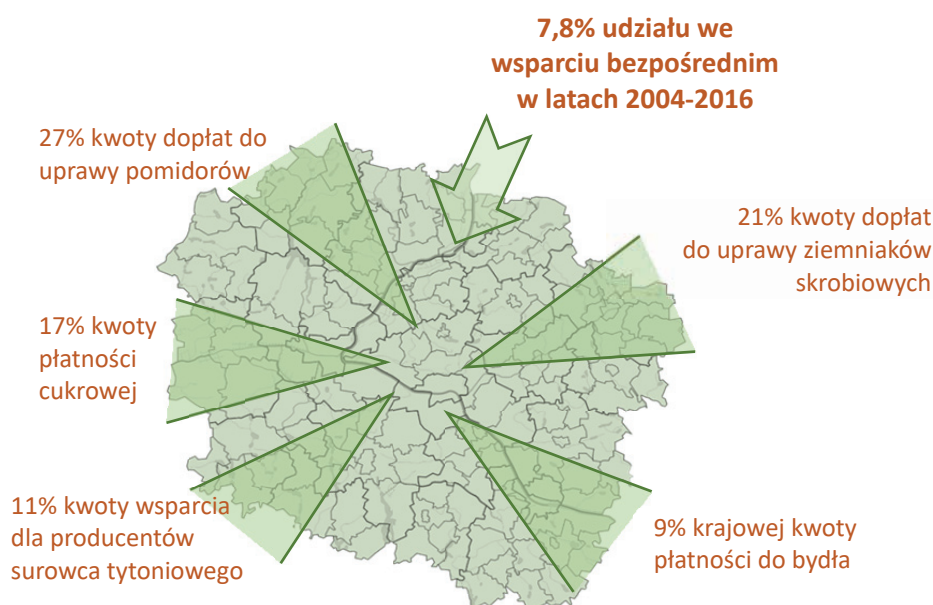 7,8% udziału we
wsparciu bezpośrednim
w latach 2004-2016
27% kwoty dopłat do
uprawy pomidorów
21% kwoty dopłat
do uprawy ziemniaków
skrobiowych
17% kwoty
płatności
cukrowej
11% kwoty wsparcia
dla producentów
surowca tytoniowego
9% krajowej kwoty
płatności do bydła